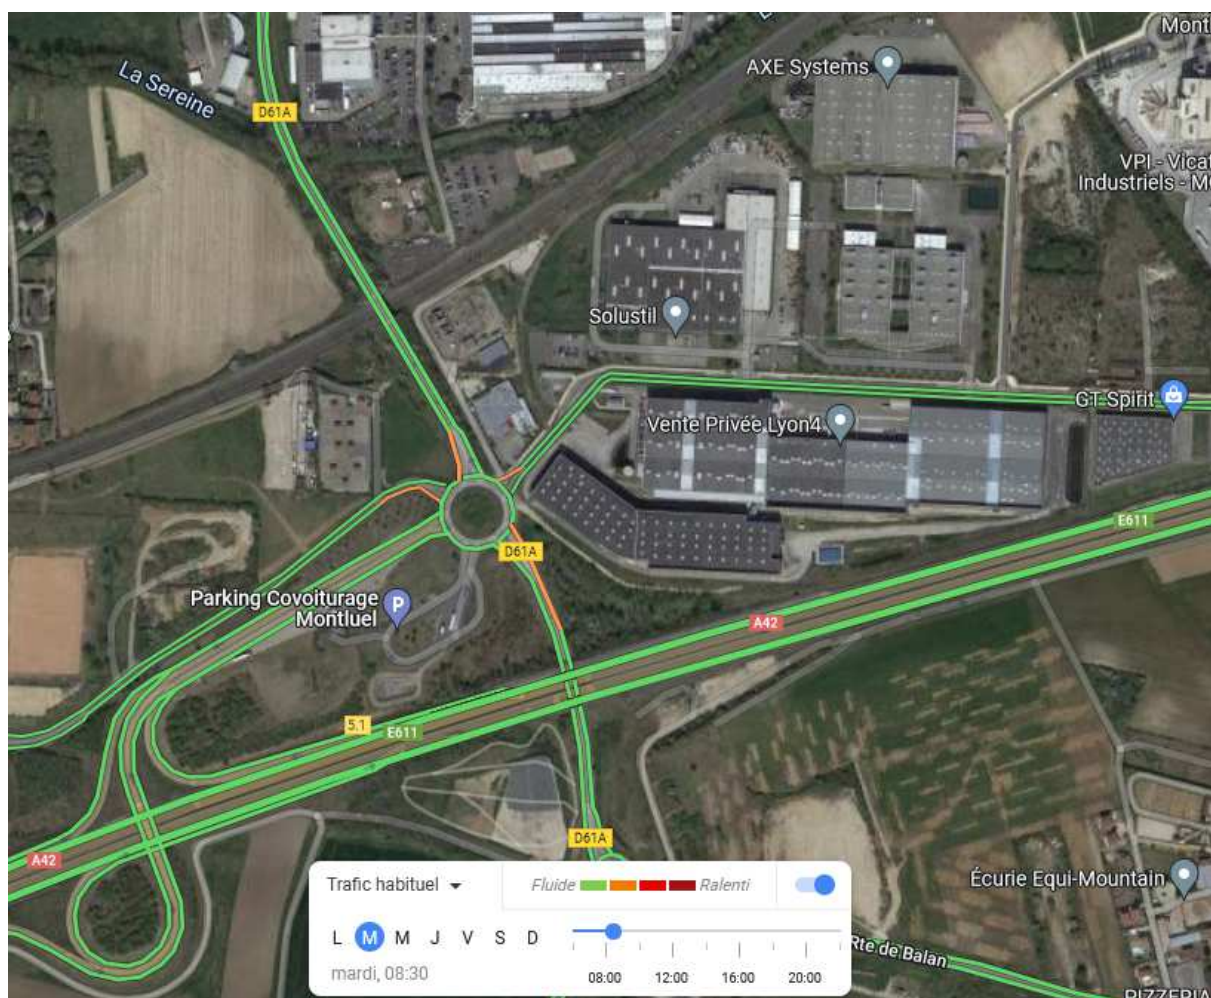 Mont
AXE Systems
La Sereine
D61A
VPI - Vicat
Industriels - M
Solustil
GT Spirit
Vente Privée Lyon4
E611
D61A
Parking Covoiturage
Montluel
P
A42
5.1
E611
D61A
A42
Trafic habituel
Fluide
Ralenti
Écurie Equi-Mountain
L M M J V S D
mardi, 08:30
08:00 12:00 16:00 20:00
Rte de Balan
PIZZERIA